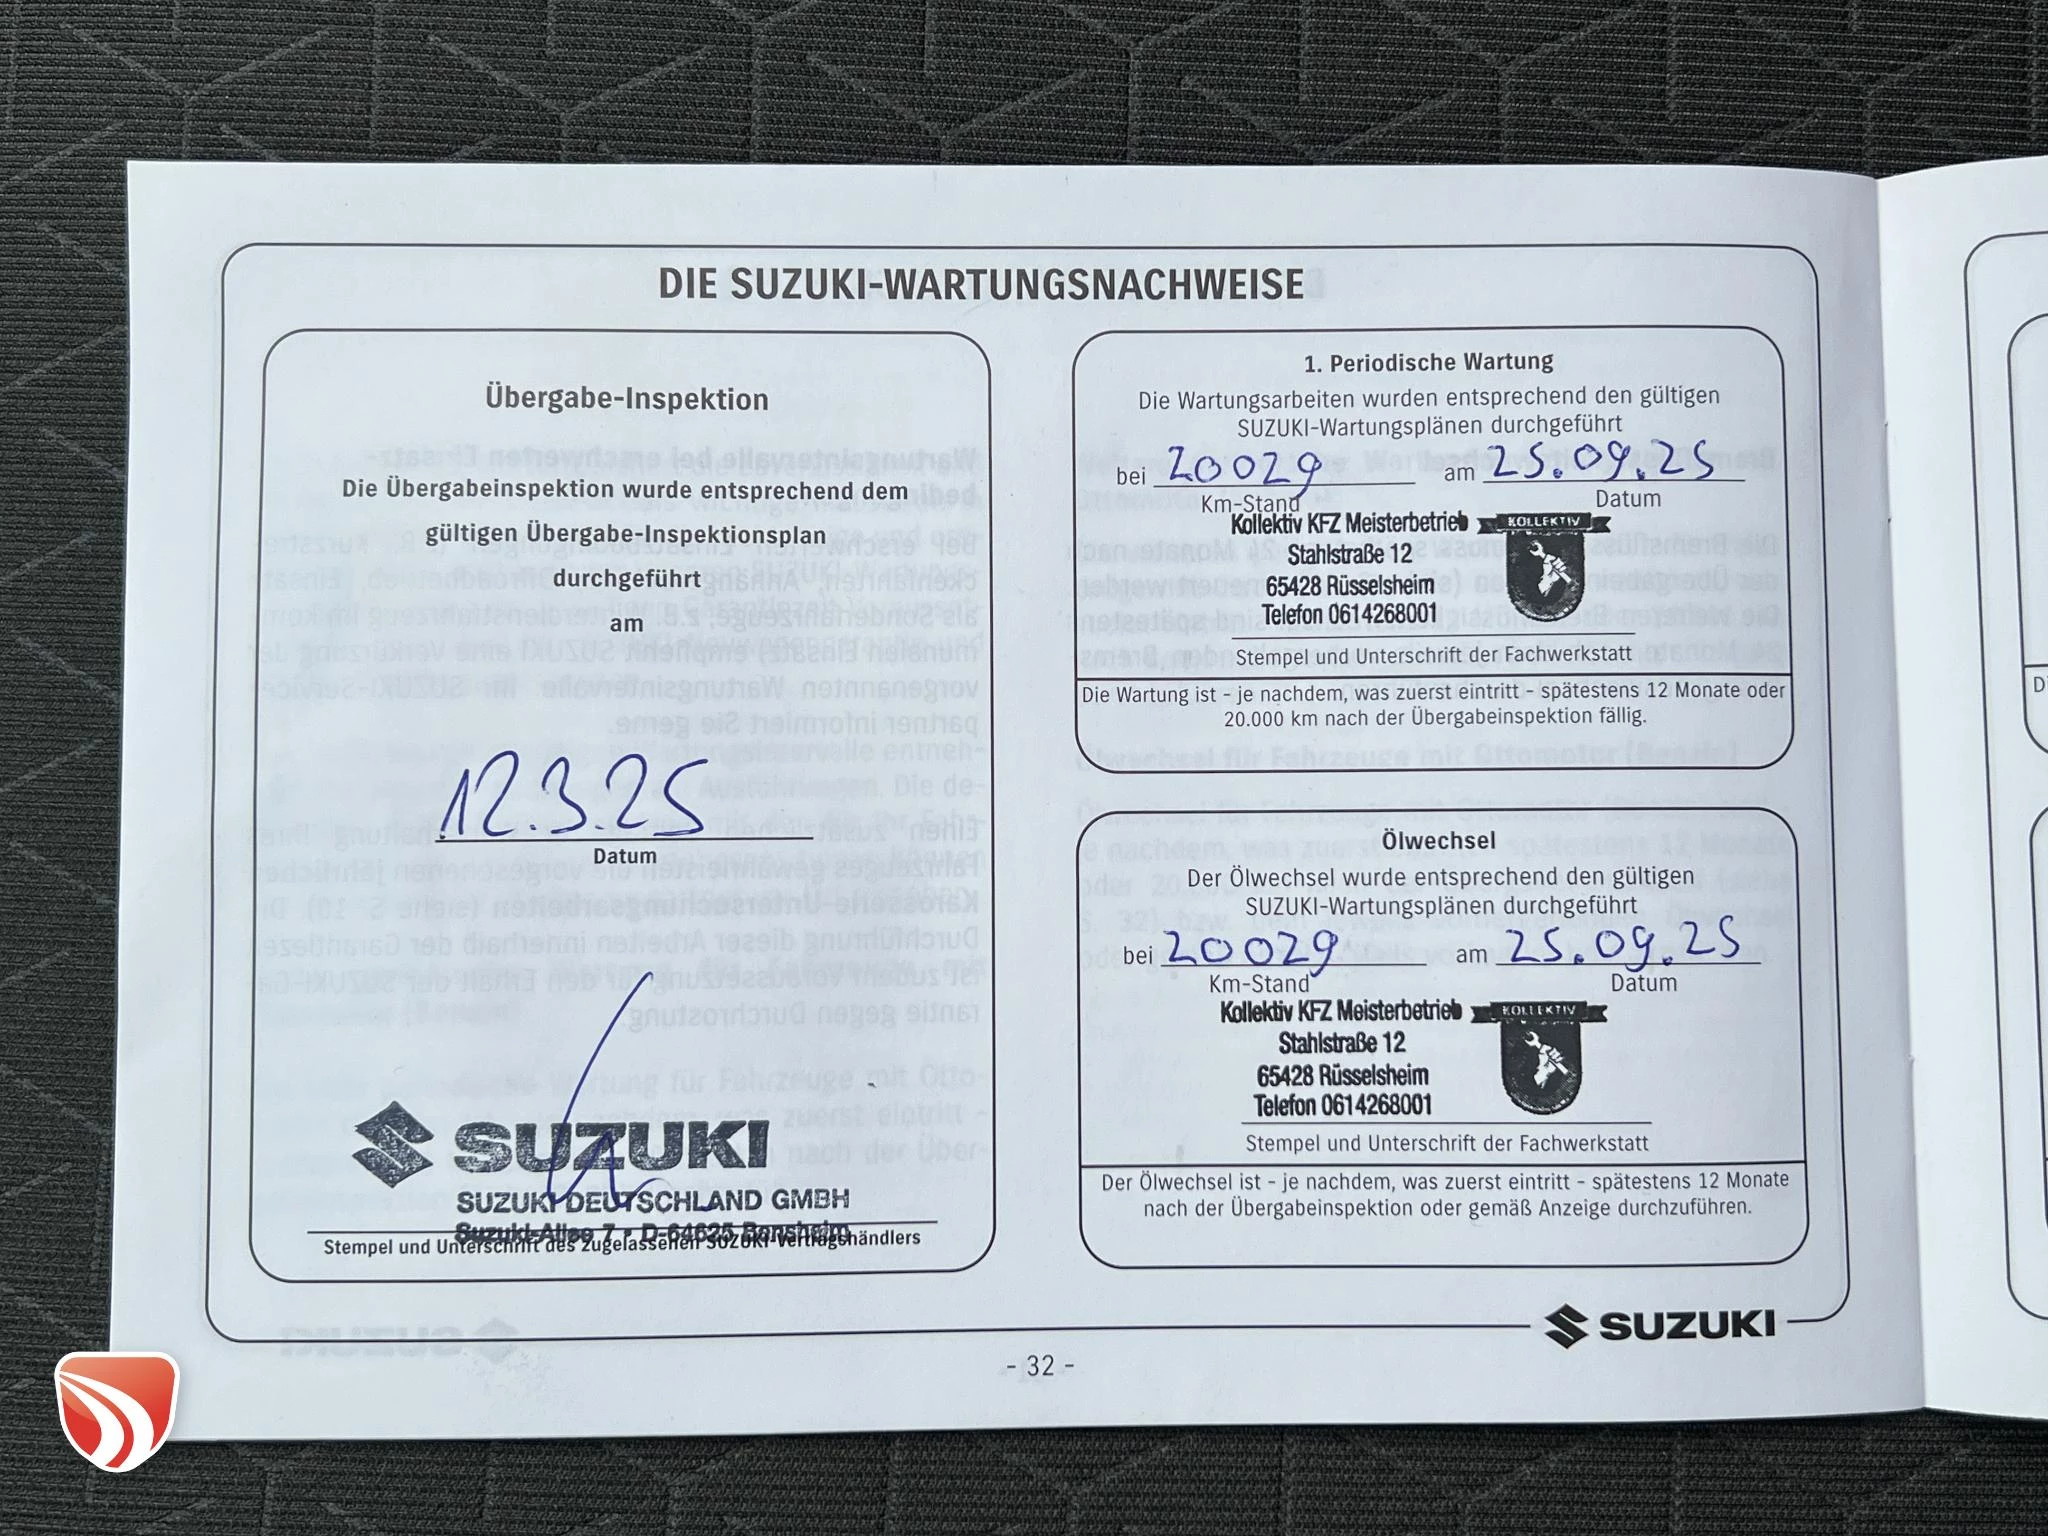 DIE SUZUKI-WARTUNGSNACHWEISE
Übergabe-Inspektion
Die Übergabeinspektion wurde entsprechend dem
gültigen Übergabe-Inspektionsplan
durchgeführt
am
12.3.25
Datum
SUZUKI
SUZUKI DEUTSCHLAND GMBH
Suzuki-Allee 7 • D-64625 Bensheim
Stempel und Unterschrift des zugelassenen SUZUKI-Vertragshändlers
1. Periodische Wartung
Die Wartungsarbeiten wurden entsprechend den gültigen
SUZUKI-Wartungsplänen durchgeführt
bei 20029 am 25.09.25
Km-Stand Datum
Kollektiv KFZ Meisterbetrieb KOLLEKTIV
Stahlstraße 12
65428 Rüsselsheim
Telefon 0614268001
Stempel und Unterschrift der Fachwerkstatt
Die Wartung ist - je nachdem, was zuerst eintritt - spätestens 12 Monate oder
20.000 km nach der Übergabeinspektion fällig.
Ölwechsel
Der Ölwechsel wurde entsprechend den gültigen
SUZUKI-Wartungsplänen durchgeführt
bei 20029 am 25.09.25
Km-Stand Datum
Kollektiv KFZ Meisterbetrieb KOLLEKTIV
Stahlstraße 12
65428 Rüsselsheim
Telefon 0614268001
Stempel und Unterschrift der Fachwerkstatt
Der Ölwechsel ist - je nachdem, was zuerst eintritt - spätestens 12 Monate
nach der Übergabeinspektion oder gemäß Anzeige durchzuführen.
SUZUKI
- 32 -